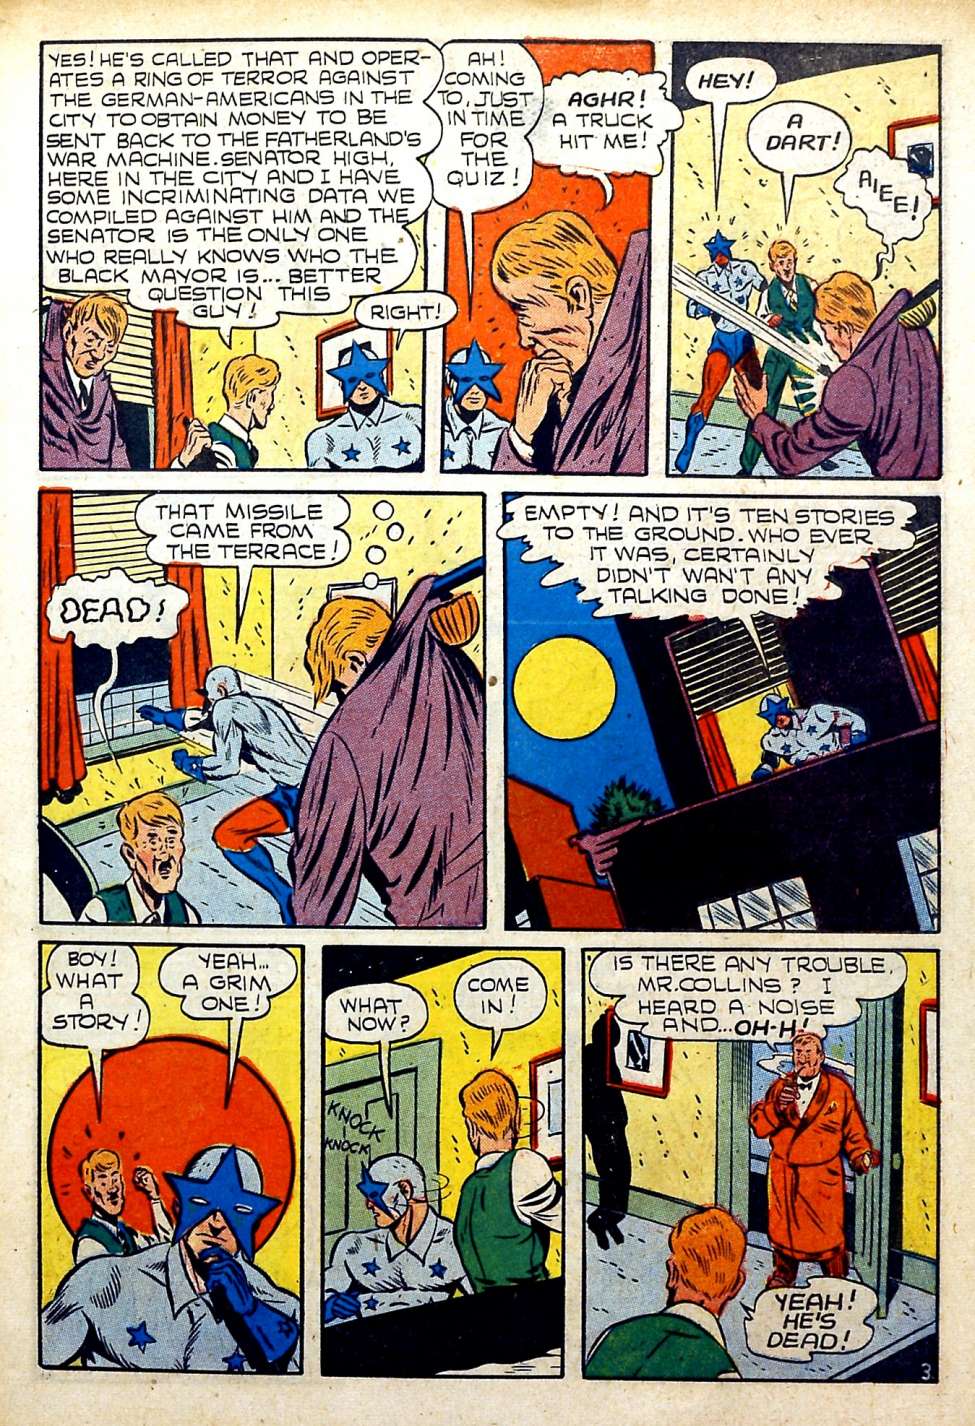 YES! HE'S CALLED THAT AND OPER-
ATES A RING OF TERROR AGAINST
THE GERMAN-AMERICANS IN THE
CITY TO OBTAIN MONEY TO BE
SENT BACK TO THE FATHERLAND'S
WAR MACHINE. SENATOR HIGH,
HERE IN THE CITY AND I HAVE
SOME INCRIMINATING DATA WE
COMPILED AGAINST HIM AND THE
SENATOR IS THE ONLY ONE
WHO REALLY KNOWS WHO THE
BLACK MAYOR IS... BETTER
QUESTION THIS
GUY!
RIGHT!
AH!
COMING
TO, JUST
IN TIME
FOR
THE
QUIZ!
AGHR!
A TRUCK
HIT ME!
HEY!
A
DART!
AIEE!
THAT MISSILE
CAME FROM
THE TERRACE!
DEAD!
EMPTY! AND IT'S TEN STORIES
TO THE GROUND. WHO EVER
IT WAS, CERTAINLY
DIDN'T WAN'T ANY
TALKING DONE!
BOY!
WHAT
A
STORY!
YEAH...
A GRIM
ONE!
WHAT
NOW?
COME
IN!
KNOCK
KNOCK
IS THERE ANY TROUBLE,
MR. COLLINS? I
HEARD A NOISE
AND... OH-H!
YEAH!
HE'S
DEAD!
3